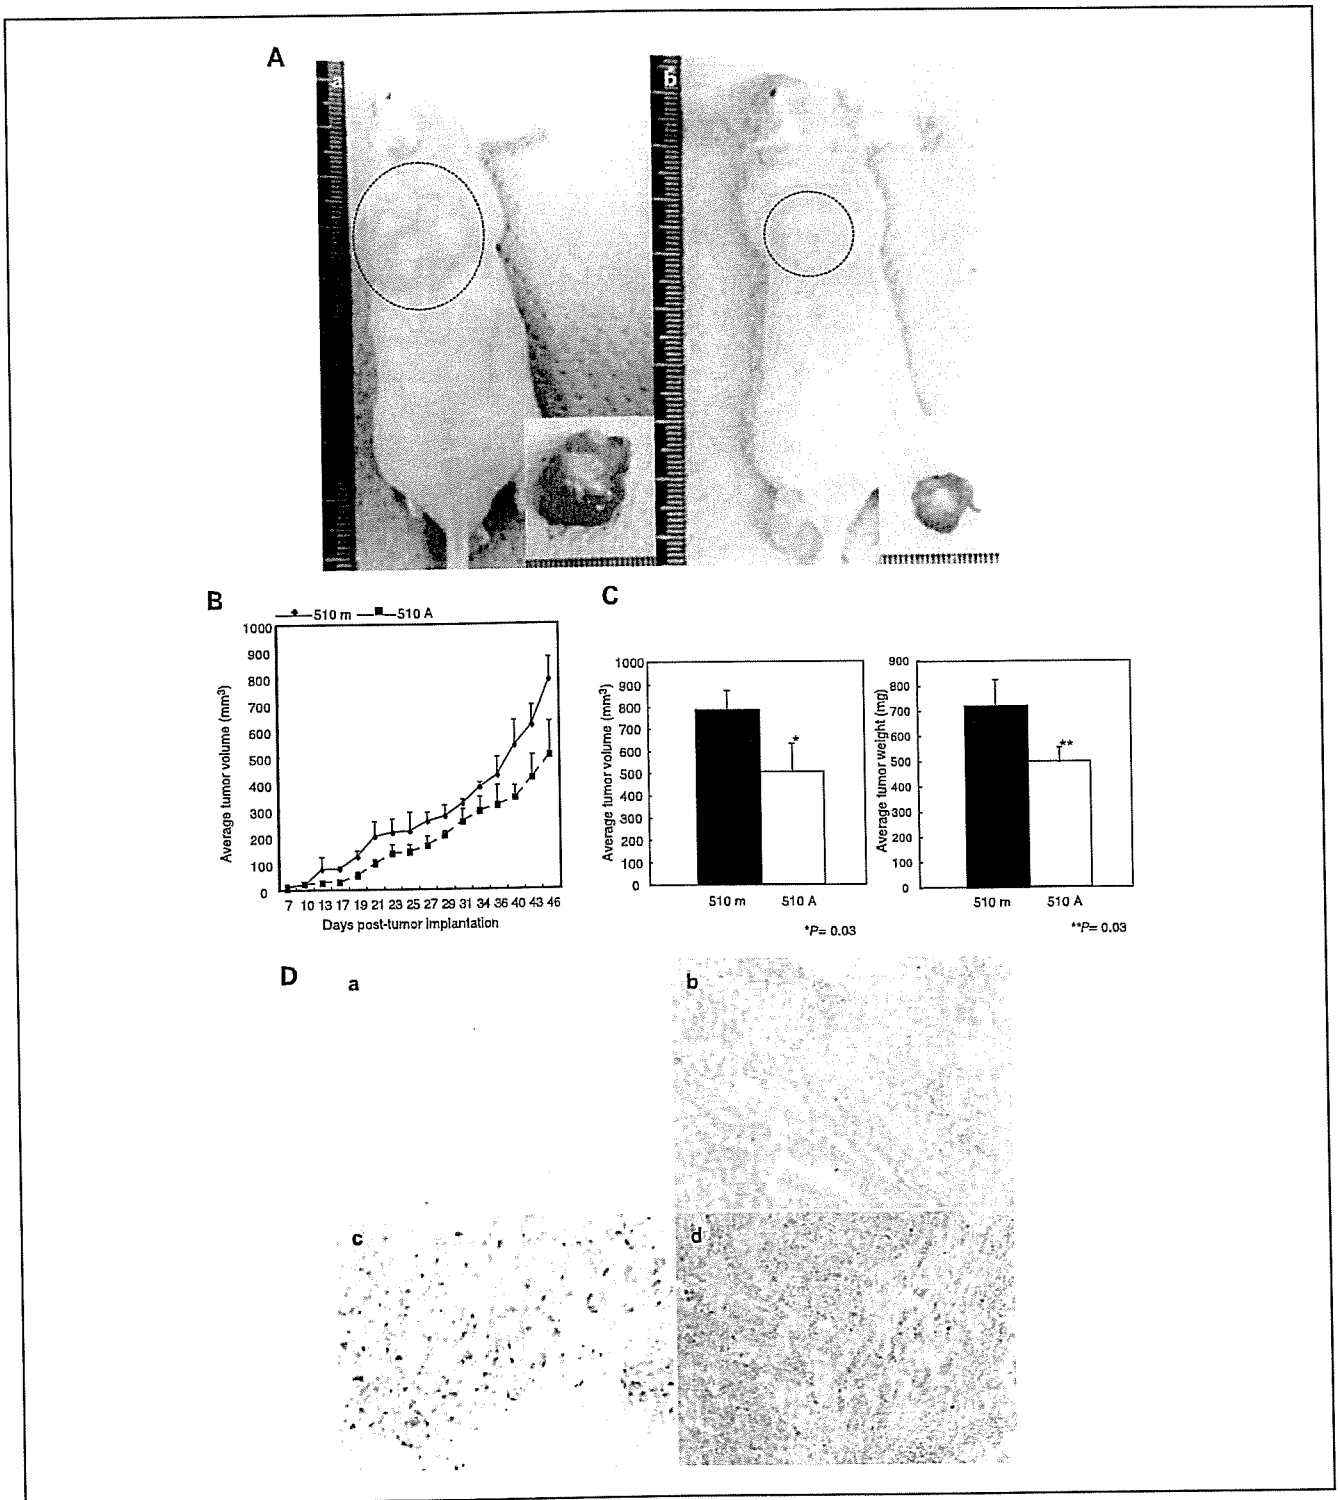 A
a
b
B
510 m 510 A
1000
900
800
700
600
500
400
300
200
100
0
Average tumor volume (mm³)
7 10 13 17 19 21 23 25 27 29 31 34 36 40 43 46
Days post-tumor implantation
C
1000
900
800
700
600
500
400
300
200
100
0
Average tumor volume (mm³)
*
510 m 510 A
*P= 0.03
900
800
700
600
500
400
300
200
100
0
Average tumor weight (mg)
**
510 m 510 A
**P= 0.03
D
a
b
c
d